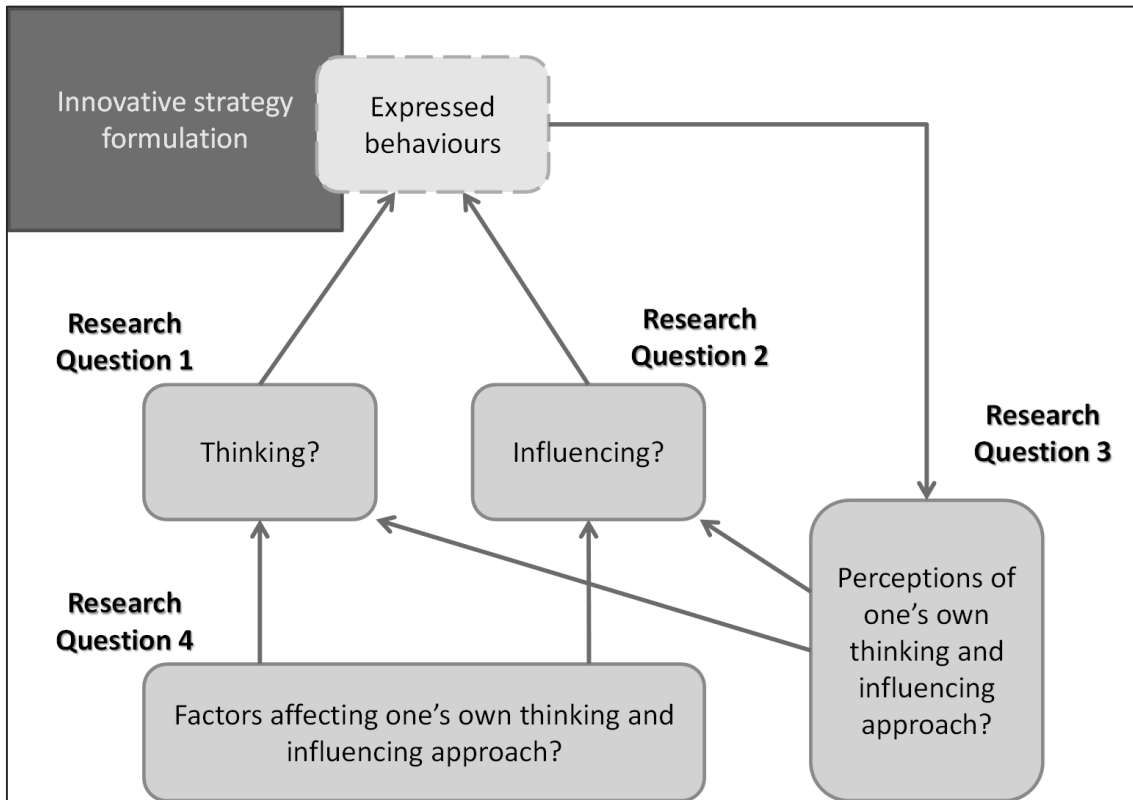 Innovative strategy
formulation
Expressed
behaviours
Research
Question 1
Research
Question 2
Thinking?
Influencing?
Research
Question 3
Research
Question 4
Perceptions of
one’s own
thinking and
influencing
approach?
Factors affecting one’s own thinking and
influencing approach?